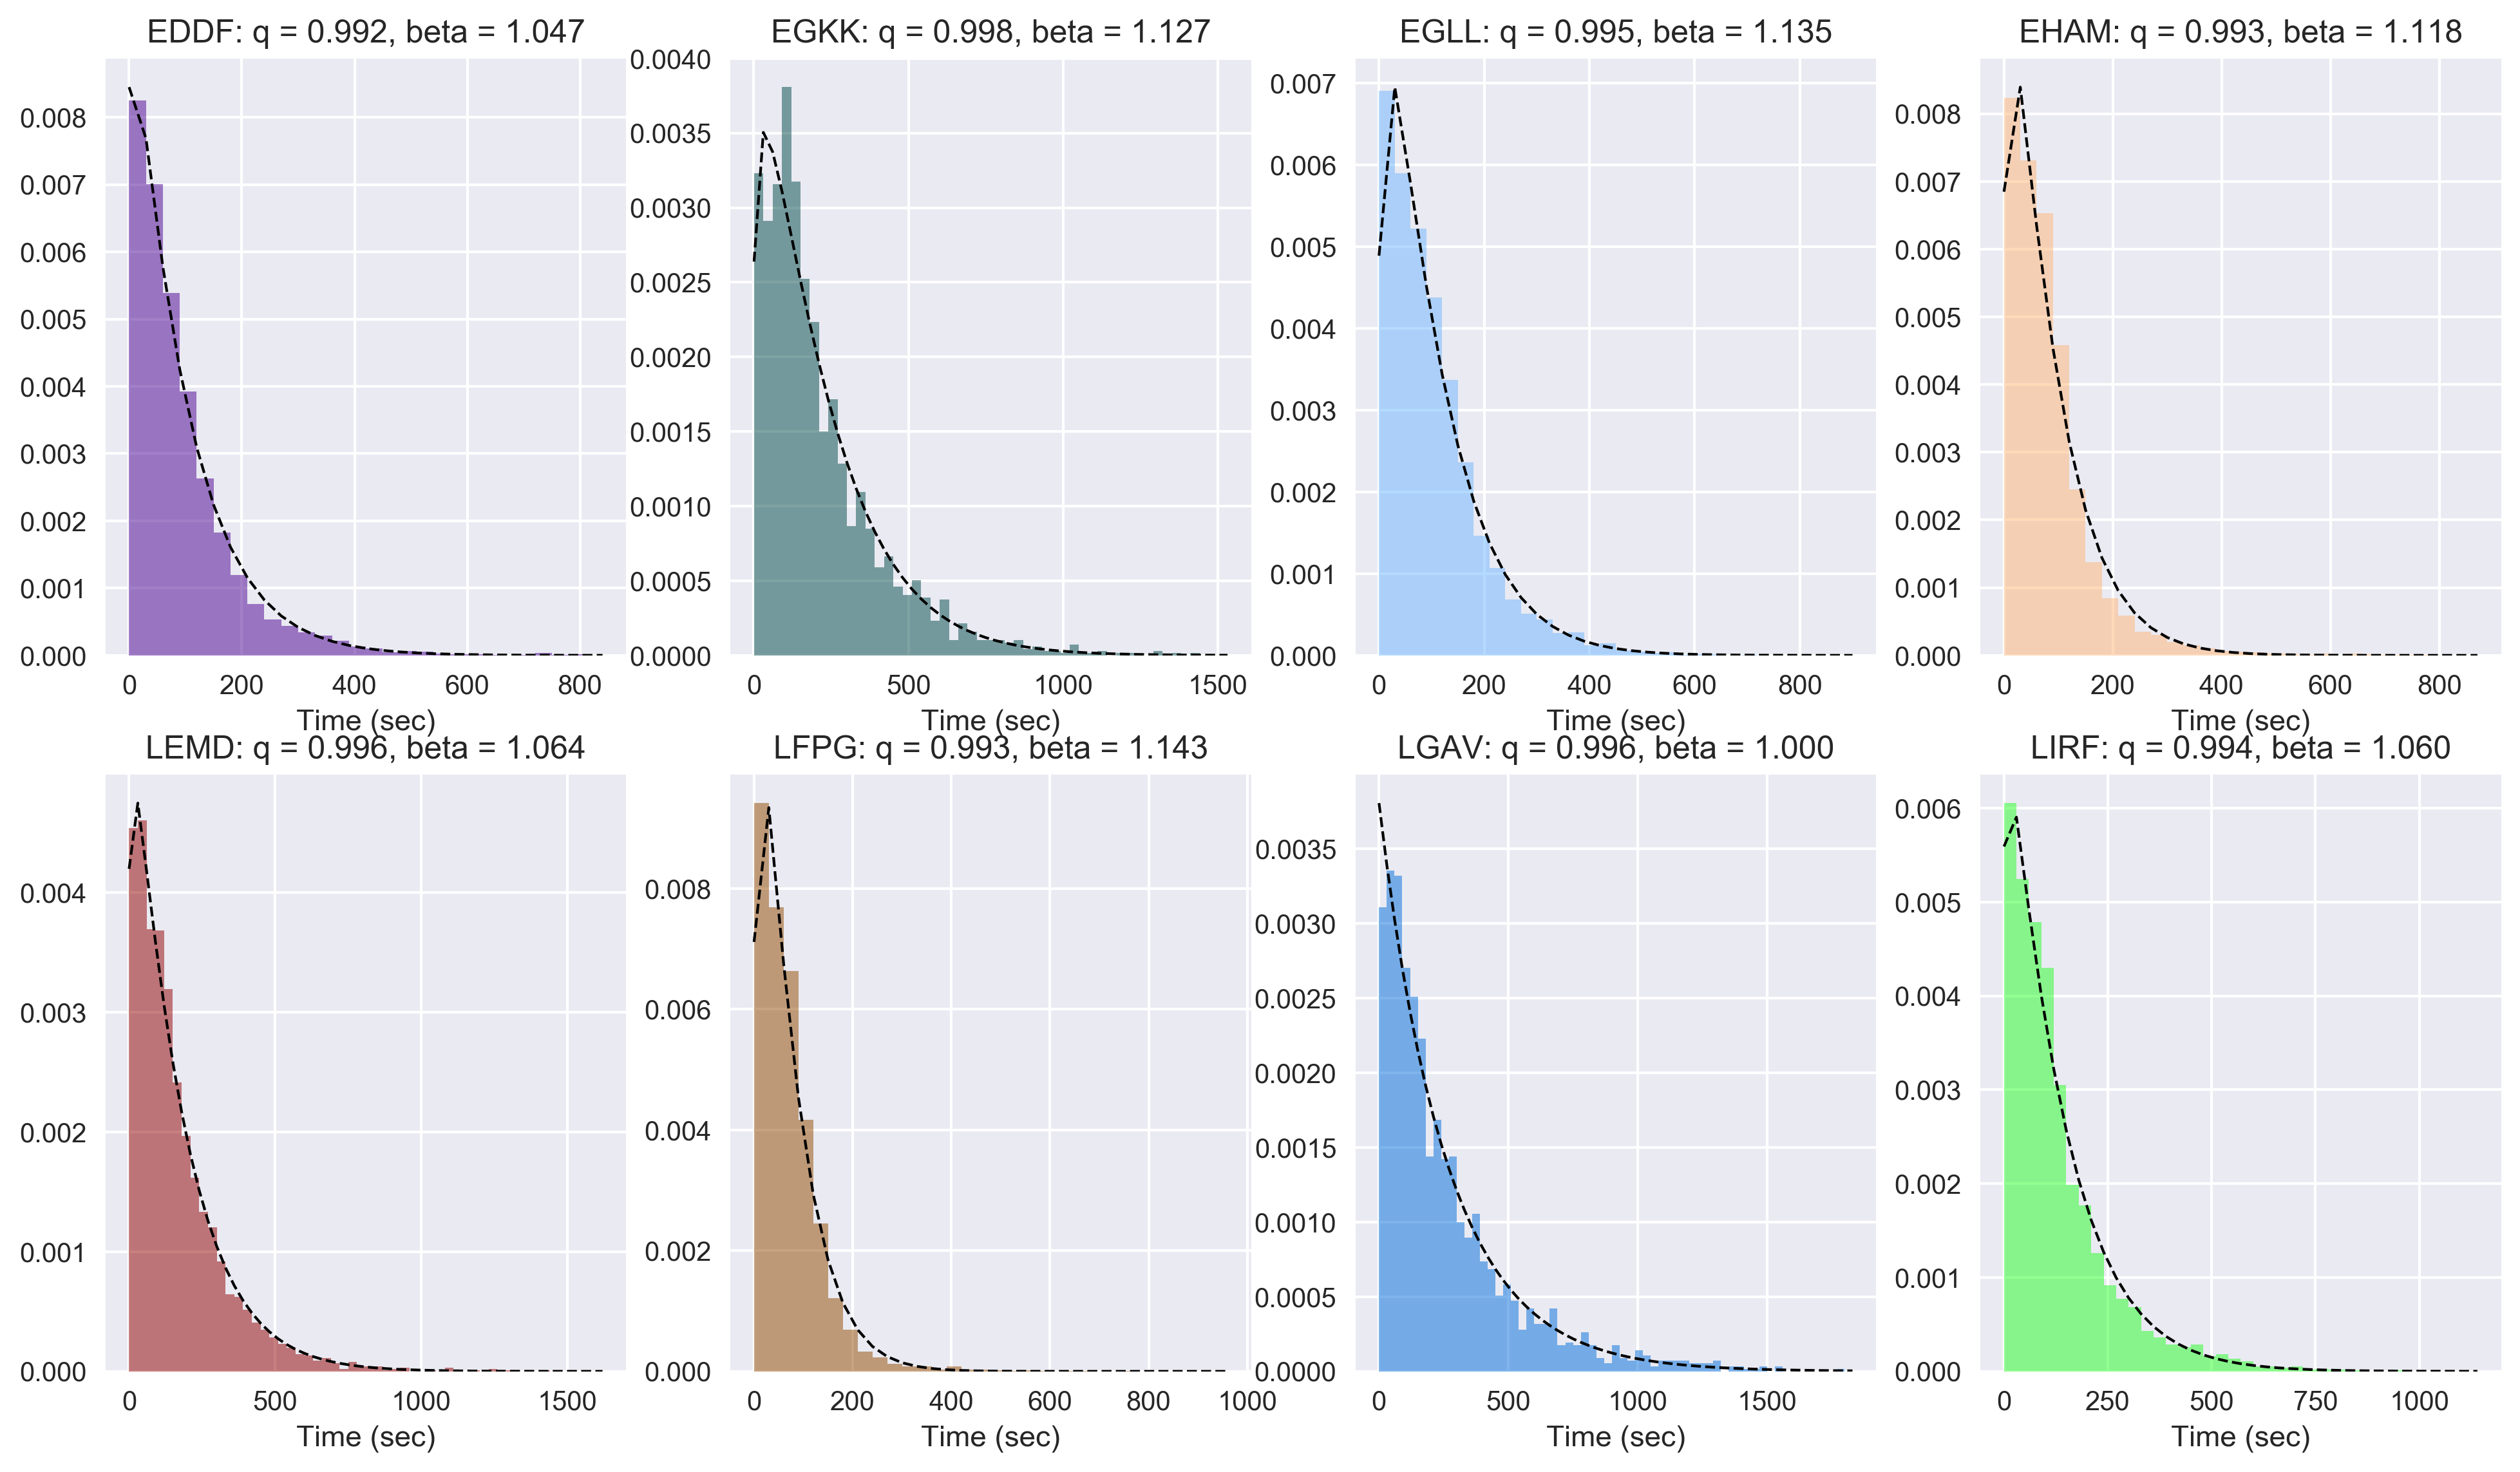 EDDF: q = 0.992, beta = 1.047
0.008
0.007
0.006
0.005
0.004
0.003
0.002
0.001
0.000
0 200 400 600 800
Time (sec)
EGKK: q = 0.998, beta = 1.127
0.0040
0.0035
0.0030
0.0025
0.0020
0.0015
0.0010
0.0005
0.0000
0 500 1000 1500
Time (sec)
EGLL: q = 0.995, beta = 1.135
0.007
0.006
0.005
0.004
0.003
0.002
0.001
0.000
0 200 400 600 800
Time (sec)
EHAM: q = 0.993, beta = 1.118
0.008
0.007
0.006
0.005
0.004
0.003
0.002
0.001
0.000
0 200 400 600 800
Time (sec)
LEMD: q = 0.996, beta = 1.064
0.004
0.003
0.002
0.001
0.000
0 500 1000 1500
Time (sec)
LFPG: q = 0.993, beta = 1.143
0.008
0.006
0.004
0.002
0.000
0 200 400 600 800 1000
Time (sec)
LGAV: q = 0.996, beta = 1.000
0.0035
0.0030
0.0025
0.0020
0.0015
0.0010
0.0005
0.0000
0 500 1000 1500
Time (sec)
LIRF: q = 0.994, beta = 1.060
0.006
0.005
0.004
0.003
0.002
0.001
0.000
0 250 500 750 1000
Time (sec)